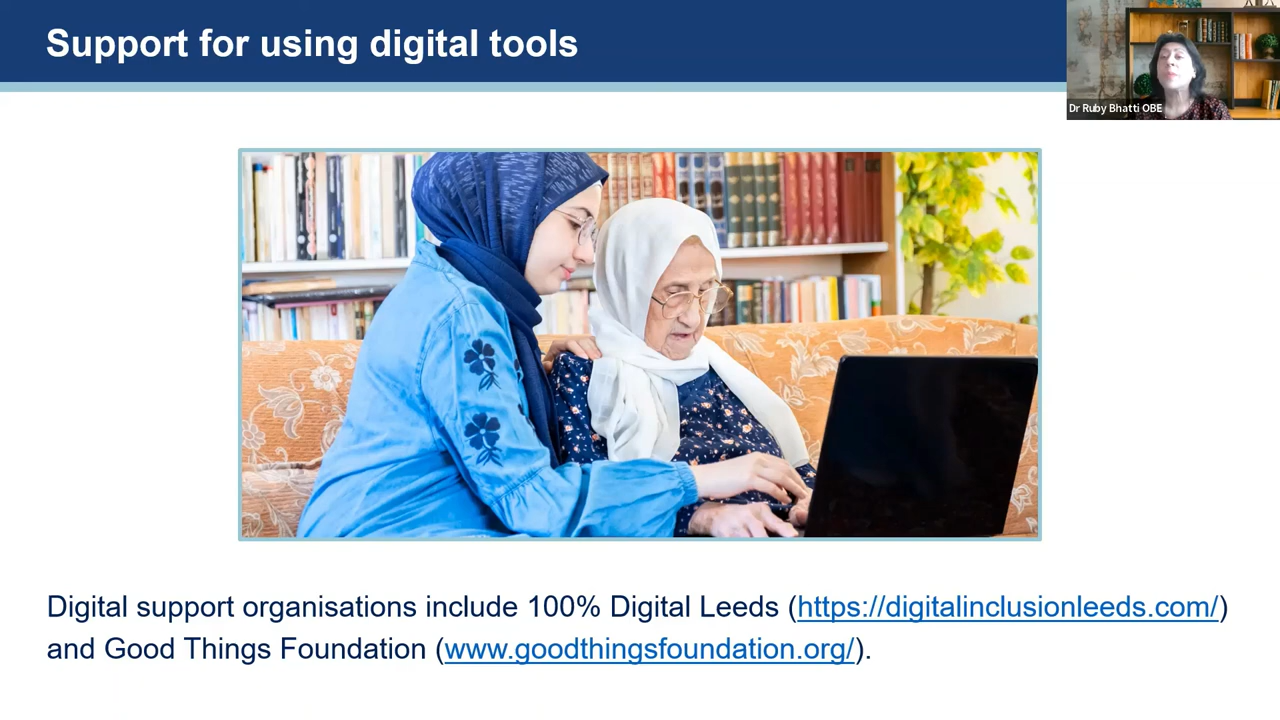 Support for using digital tools
Dr Ruby Bhatti OBE
Digital support organisations include 100% Digital Leeds (https://digitalinclusionleeds.com/)
and Good Things Foundation (www.goodthingsfoundation.org/).